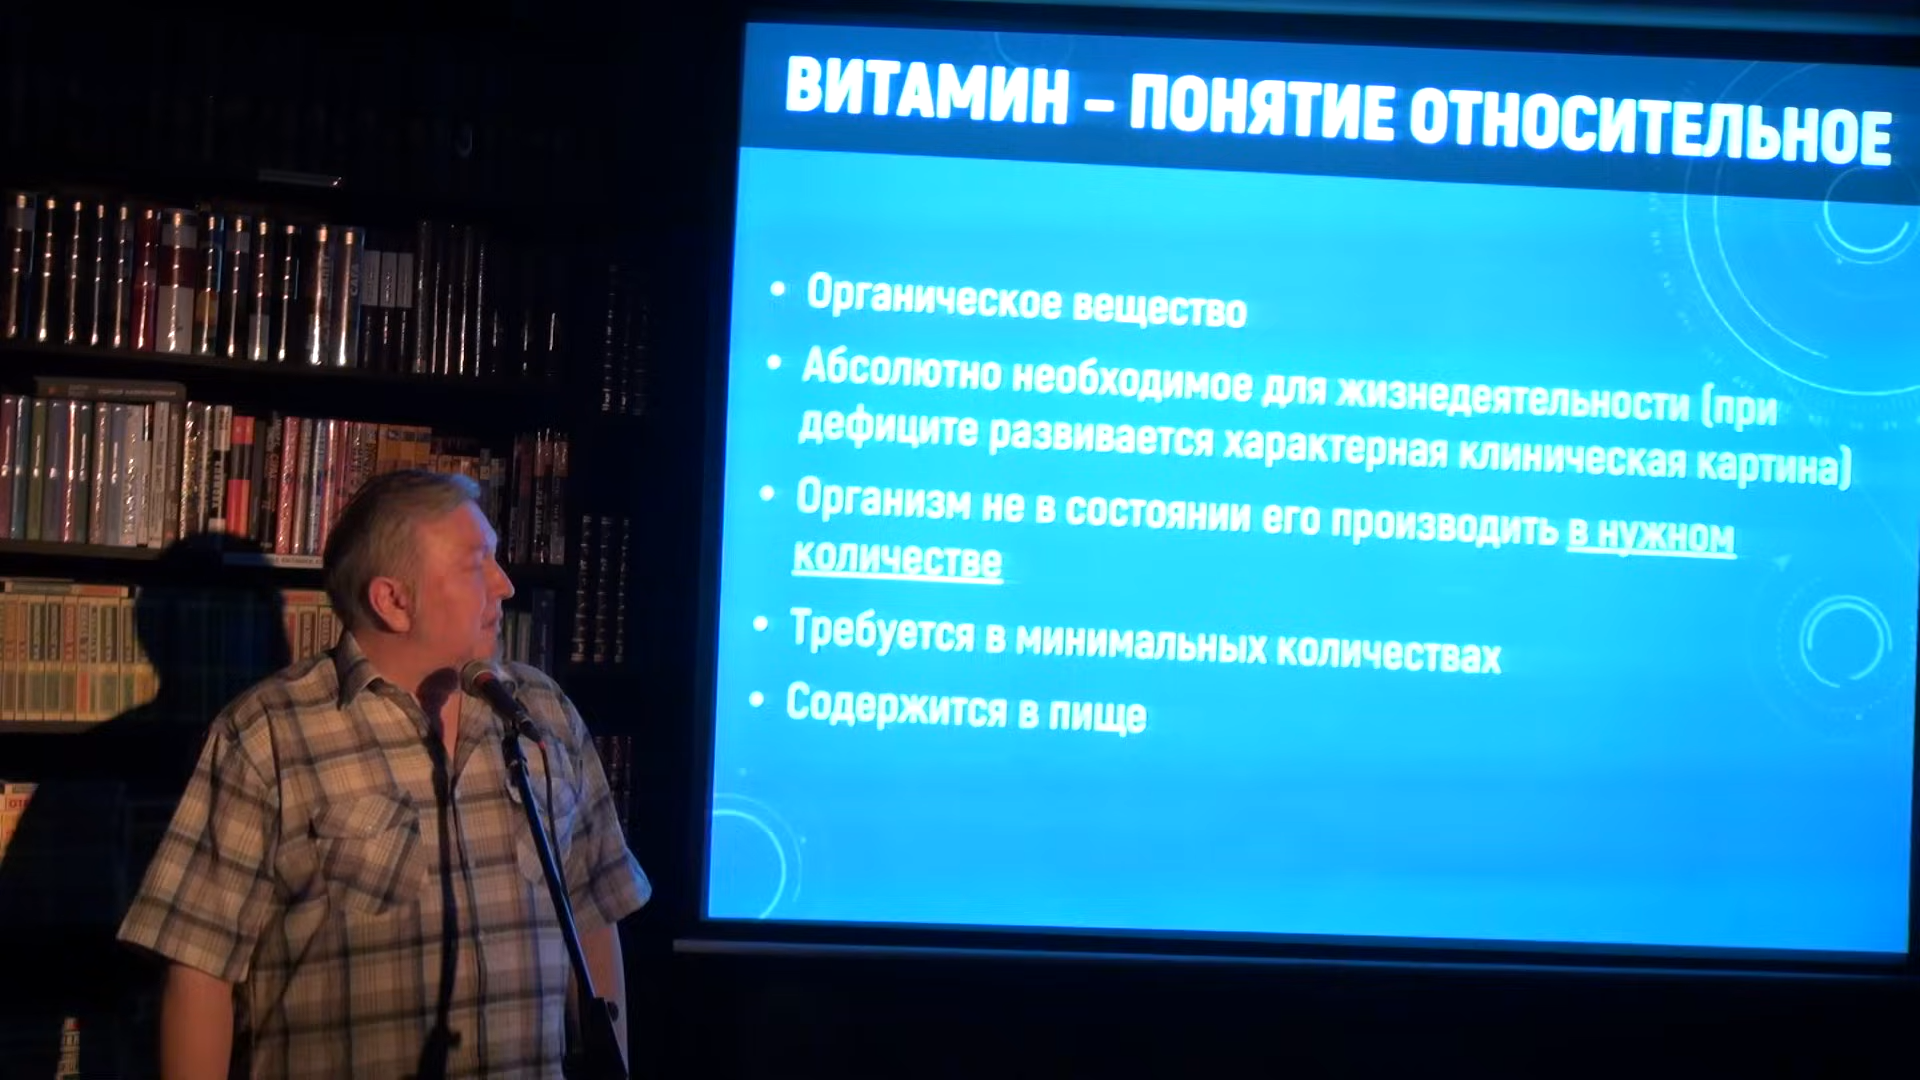 ВИТАМИН – ПОНЯТИЕ ОТНОСИТЕЛЬНОЕ
• Органическое вещество
• Абсолютно необходимое для жизнедеятельности (при
дефиците развивается характерная клиническая картина)
• Организм не в состоянии его производить в нужном
количестве
• Требуется в минимальных количествах
• Содержится в пище